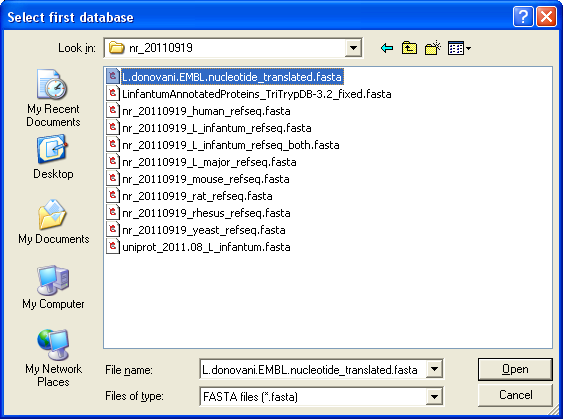 Select first database
Look in: nr_20110919
My Recent
Documents
Desktop
My Documents
My Computer
My Network
Places
L.donovani.EMBL.nucleotide_translated.fasta
LinfantumAnnotatedProteins_TriTrypDB-3.2_fixed.fasta
nr_20110919_human_refseq.fasta
nr_20110919_L_infantum_refseq.fasta
nr_20110919_L_infantum_refseq_both.fasta
nr_20110919_L_major_refseq.fasta
nr_20110919_mouse_refseq.fasta
nr_20110919_rat_refseq.fasta
nr_20110919_rhesus_refseq.fasta
nr_20110919_yeast_refseq.fasta
uniprot_2011.08_L_infantum.fasta
File name: L.donovani.EMBL.nucleotide_translated.fasta Open
Files of type: FASTA files (*.fasta) Cancel